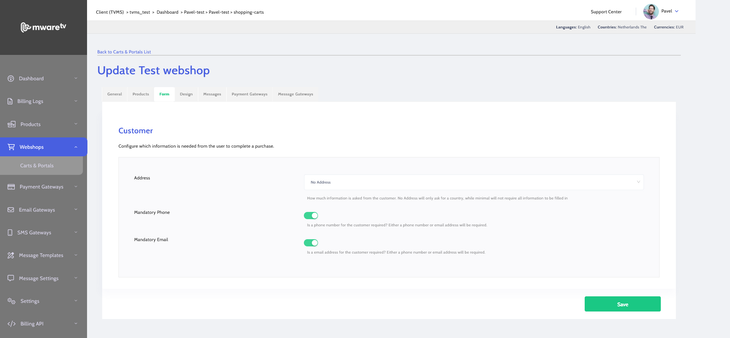 Client (TVMS) > tvms_test > Dashboard > Pavel-test > Pavel-test > shopping-carts
Support Center
Pavel
Languages: English
Countries: Netherlands The
Currencies: EUR
mwaretv
Dashboard
Billing Logs
Products
Webshops
Carts & Portals
Payment Gateways
Email Gateways
SMS Gateways
Message Templates
Message Settings
Settings
Billing API
Back to Carts & Portals List
Update Test webshop
General
Products
Form
Design
Messages
Payment Gateways
Message Gateways
Customer
Configure which information is needed from the user to complete a purchase.
Address
No Address
How much information is asked from the customer. No Address will only ask for a country, while minimal will not require all information to be filled in
Mandatory Phone
Is a phone number for the customer required? Either a phone number or email address will be required.
Mandatory Email
Is a email address for the customer required? Either a phone number or email address will be required.
Save